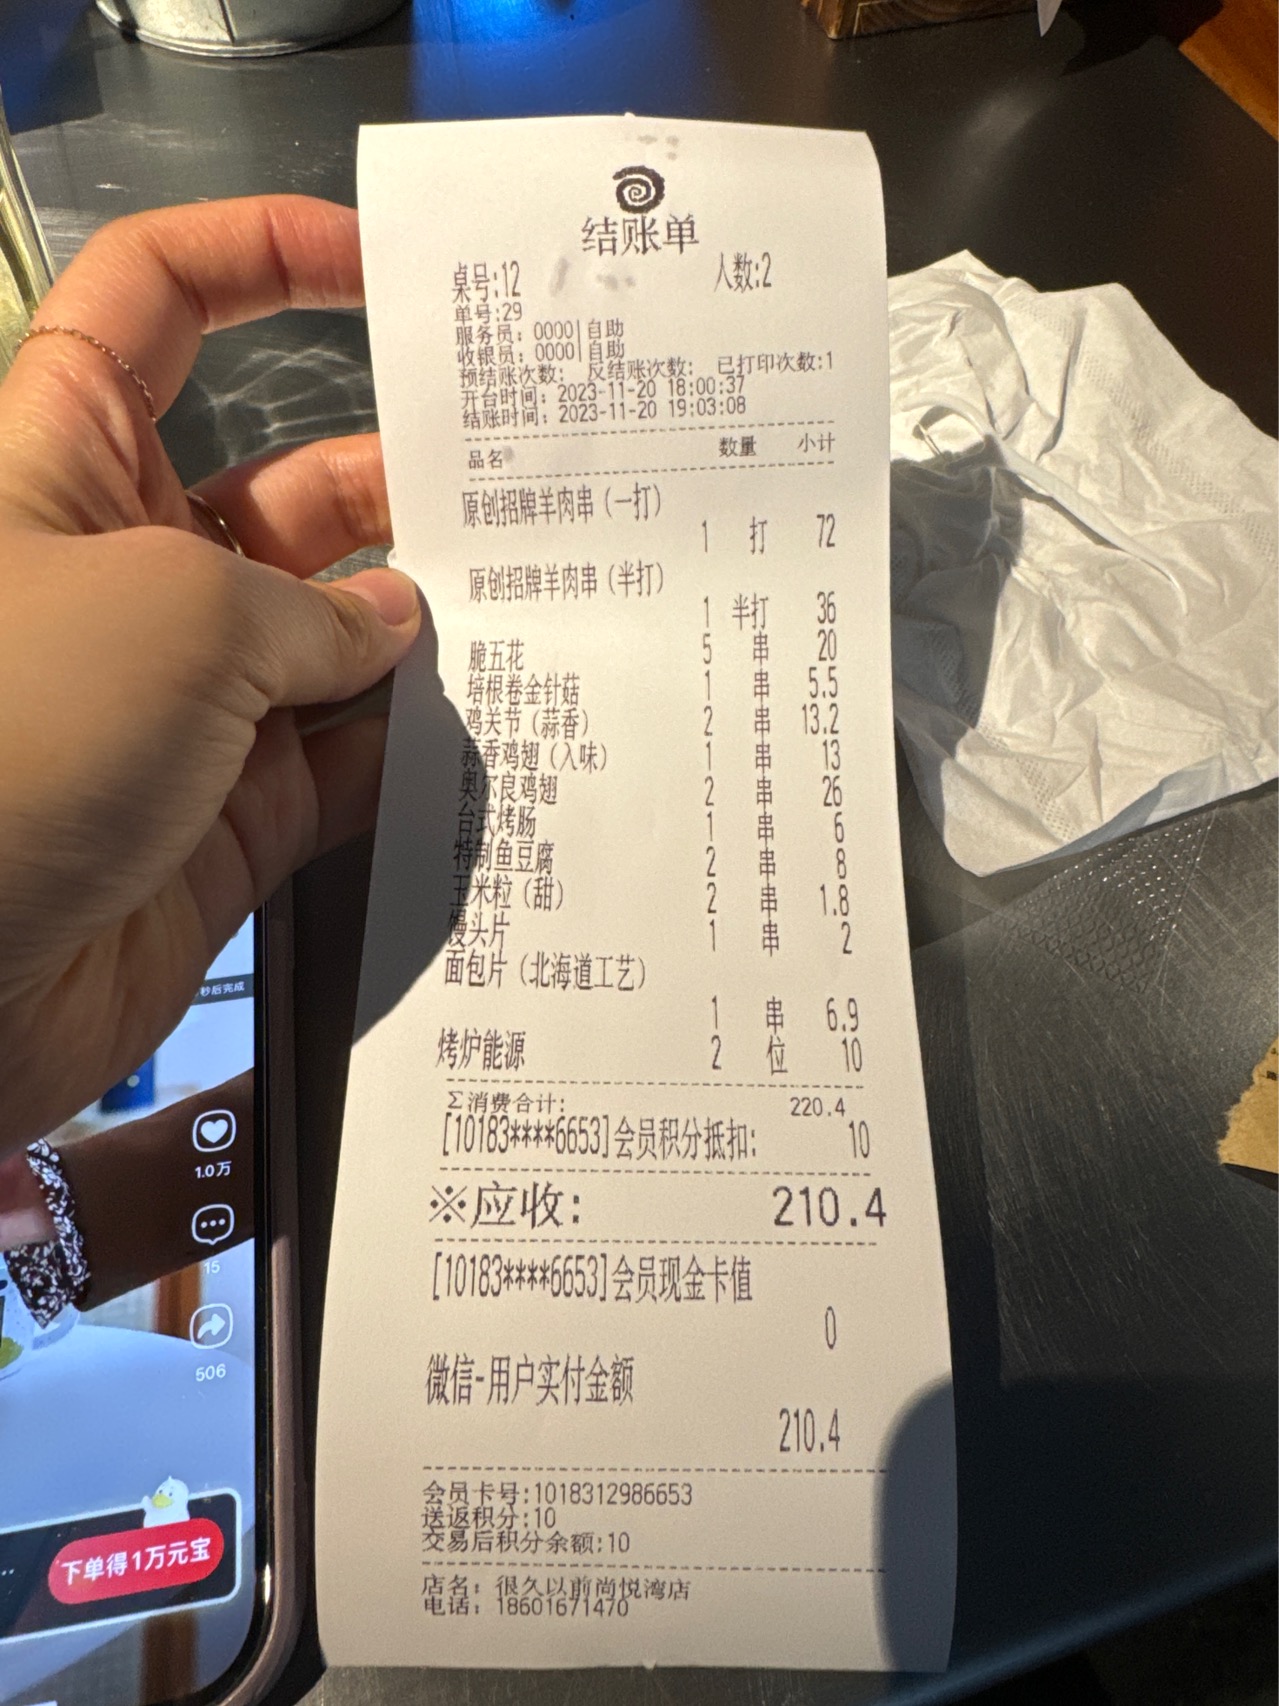 结账单
桌号:12 人数:2
单号:29
服务员: 0000|自助
收银员: 0000|自助
预结账次数: 反结账次数: 已打印次数:1
开台时间: 2023-11-20 18:00:37
结账时间: 2023-11-20 19:03:08
品名 数量 小计
原创招牌羊肉串(一打)
1 打 72
原创招牌羊肉串(半打)
1 半打 36
脆五花 5 串 20
培根卷金针菇 1 串 5.5
鸡关节(蒜香) 2 串 13.2
蒜香鸡翅(入味) 1 串 13
奥尔良鸡翅 2 串 26
台式烤肠 1 串 6
特制鱼豆腐 2 串 8
玉米粒(甜) 2 串 1.8
馒头片 1 串 2
面包片(北海道工艺)
1 串 6.9
烤炉能源 2 位 10
Σ消费合计: 220.4
[10183****6653]会员积分抵扣: 10
※应收: 210.4
[10183****6653]会员现金卡值
0
微信-用户实付金额
210.4
会员卡号:1018312986653
送返积分:10
交易后积分余额:10
店名: 很久以前尚悦湾店
电话: 18601671470
秒后完成
1.0万
15
506
下单得1万元宝